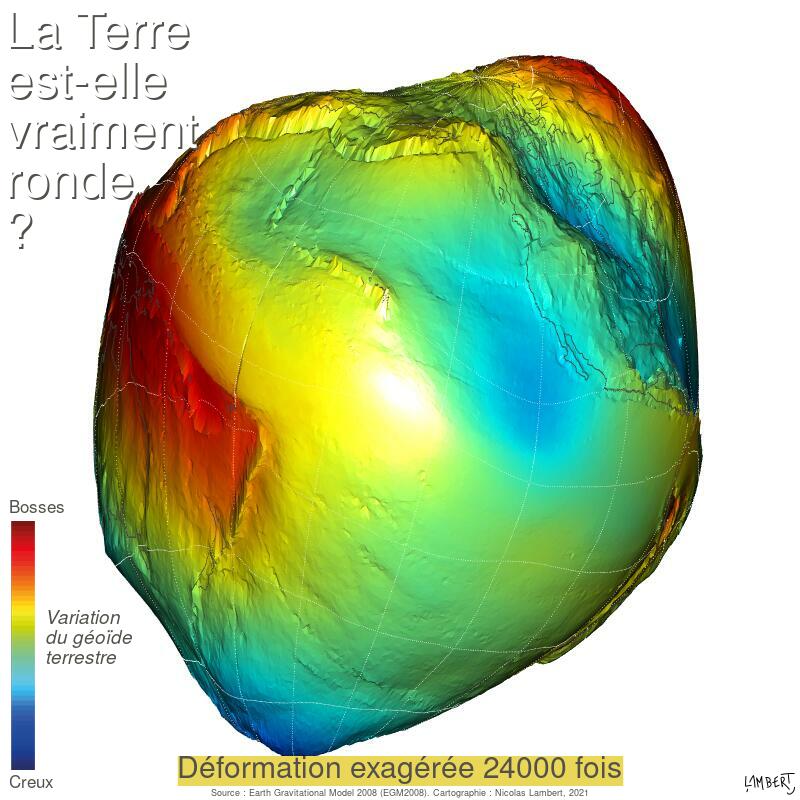 La Terre
est-elle
vraiment
ronde
?
Bosses
Variation
du géoïde
terrestre
Creux
Déformation exagérée 24000 fois
Source : Earth Gravitational Model 2008 (EGM2008). Cartographie : Nicolas Lambert, 2021
LAMBERT